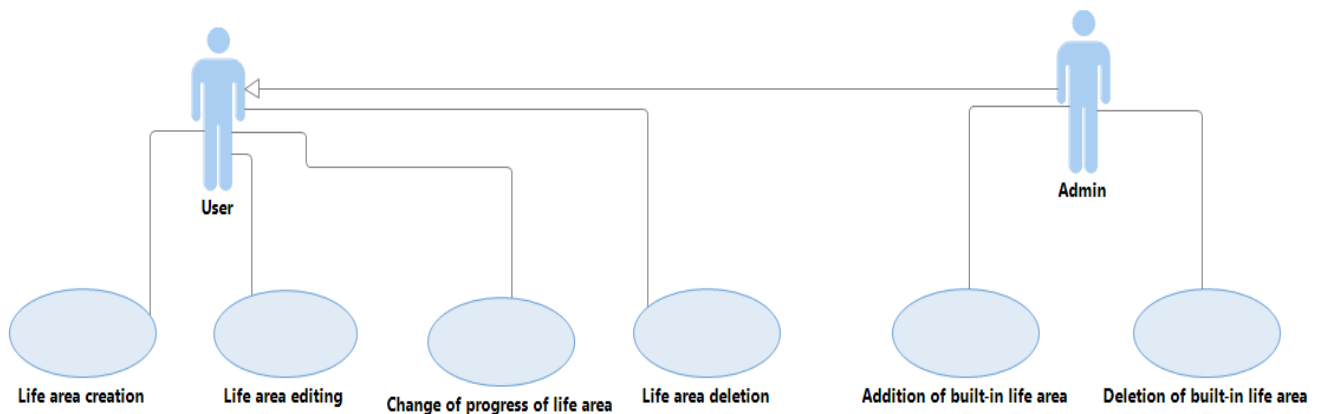 User
Admin
Life area creation
Life area editing
Change of progress of life area
Life area deletion
Addition of built-in life area
Deletion of built-in life area